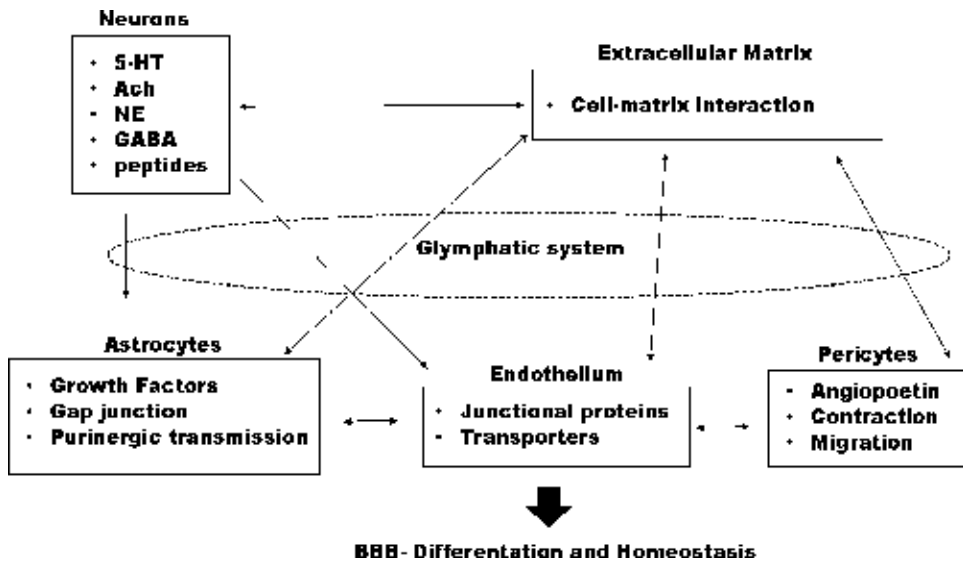 Neurons
5-HT
Ach
NE
GABA
peptides
Extracellular Matrix
Cell-matrix interaction
Glymphatic system
Astrocytes
Growth Factors
Gap junction
Purinergic transmission
Endothelium
Junctional proteins
Transporters
Pericytes
Angiopoetin
Contraction
Migration
BBB- Differentation and Homeostasis